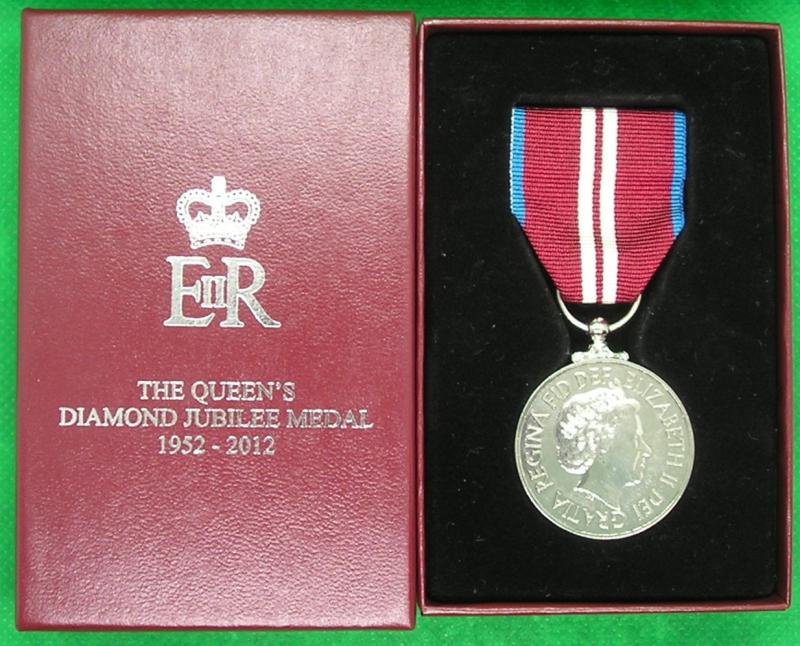 EIIR
THE QUEEN'S
DIAMOND JUBILEE MEDAL
1952 - 2012
ELIZABETH II DEI GRATIA REGINA FID DEF